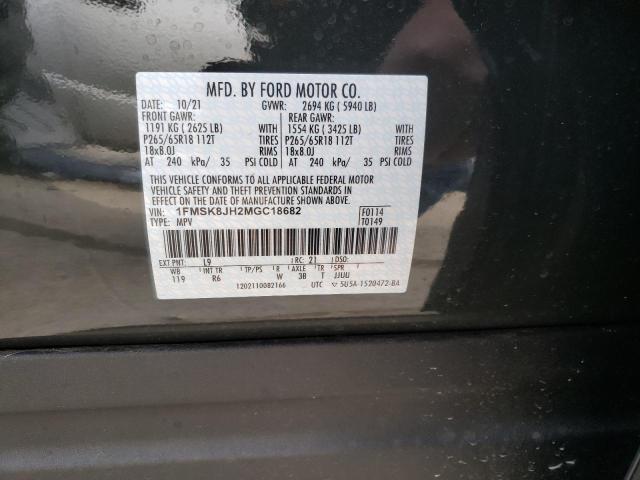 MFD. BY FORD MOTOR CO.
DATE: 10/21 GVWR: 2694 KG ( 5940 LB)
FRONT GAWR: REAR GAWR:
1191 KG ( 2625 LB) WITH 1554 KG ( 3425 LB) WITH
P265/65R18 112T TIRES P265/65R18 112T TIRES
18x8.0J RIMS 18x8.0J RIMS
AT 240 kPa/ 35 PSI COLD AT 240 kPa/ 35 PSI COLD
THIS VEHICLE CONFORMS TO ALL APPLICABLE FEDERAL MOTOR
VEHICLE SAFETY AND THEFT PREVENTION STANDARDS IN
EFFECT ON THE DATE OF MANUFACTURE SHOWN ABOVE.
VIN: 1FMSK8JH2MGC18682 F0114
TYPE: MPV T0149
EXT PNT: L9 RC: 21 DSO:
WB INT TR TP/PS R AXLE TR SPR
119 R6 W 3B T JJUU
1202110082166 UTC 5U5A-1520472-BA